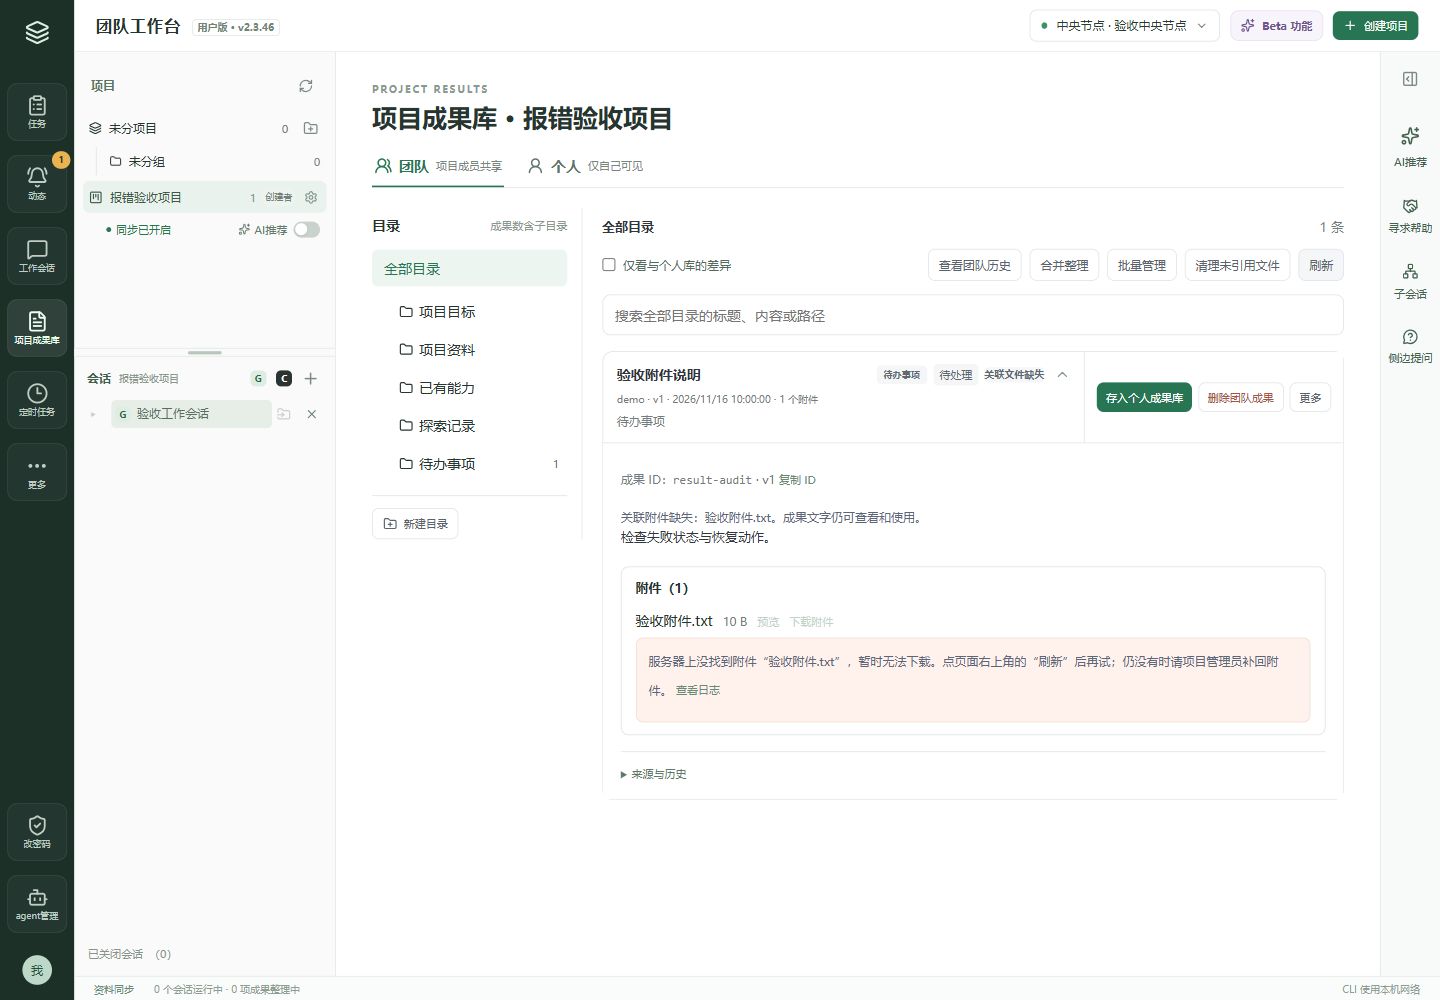 团队工作台 用户版 • v2.3.46
中央节点 · 验收中央节点
Beta 功能
创建项目
任务
1
动态
工作会话
项目成果库
定时任务
更多
改密码
agent管理
我
项目
未分项目 0
未分组 0
报错验收项目 1 创建者
同步已开启 AI推荐
会话 报错验收项目 G C
G 验收工作会话
已关闭会话 (0)
PROJECT RESULTS
项目成果库 • 报错验收项目
团队 项目成员共享
个人 仅自己可见
目录 成果数含子目录
全部目录
项目目标
项目资料
已有能力
探索记录
待办事项 1
新建目录
全部目录 1 条
仅看与个人库的差异
查看团队历史 合并整理 批量管理 清理未引用文件 刷新
搜索全部目录的标题、内容或路径
验收附件说明 待办事项 待处理 关联文件缺失
demo · v1 · 2026/11/16 10:00:00 · 1 个附件
待办事项
存入个人成果库 删除团队成果 更多
成果 ID: result-audit · v1 复制 ID
关联附件缺失：验收附件.txt。成果文字仍可查看和使用。
检查失败状态与恢复动作。
附件（1）
验收附件.txt 10 B 预览 下载附件
服务器上没找到附件“验收附件.txt”，暂时无法下载。点页面右上角的“刷新”后再试；仍没有时请项目管理员补回附
件。 查看日志
来源与历史
AI推荐
寻求帮助
子会话
侧边提问
资料同步 0 个会话运行中 · 0 项成果整理中
CLI 使用本机网络